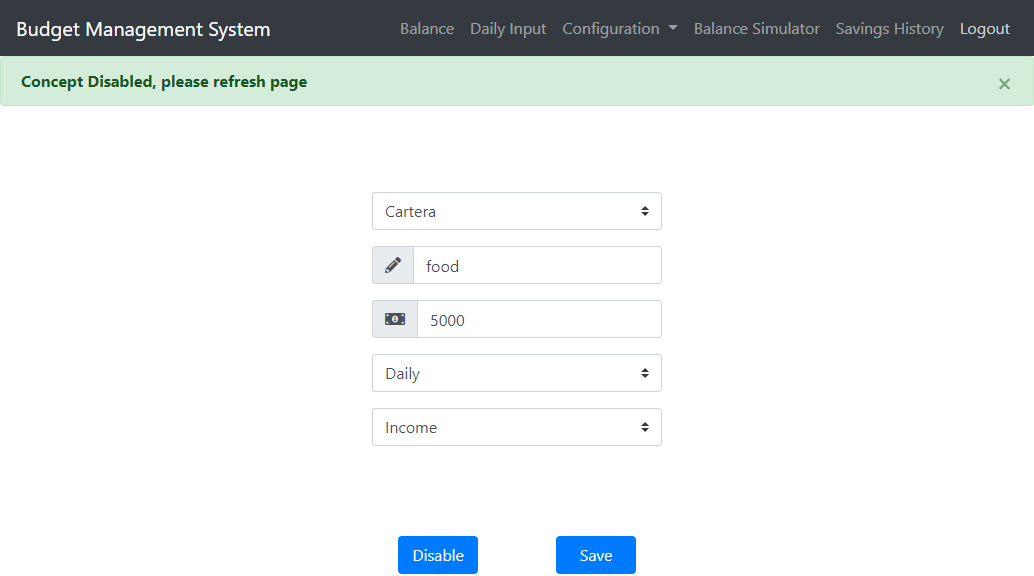 Budget Management System Balance Daily Input Configuration Balance Simulator Savings History Logout
Concept Disabled, please refresh page ×
Cartera
food
5000
Daily
Income
Disable Save